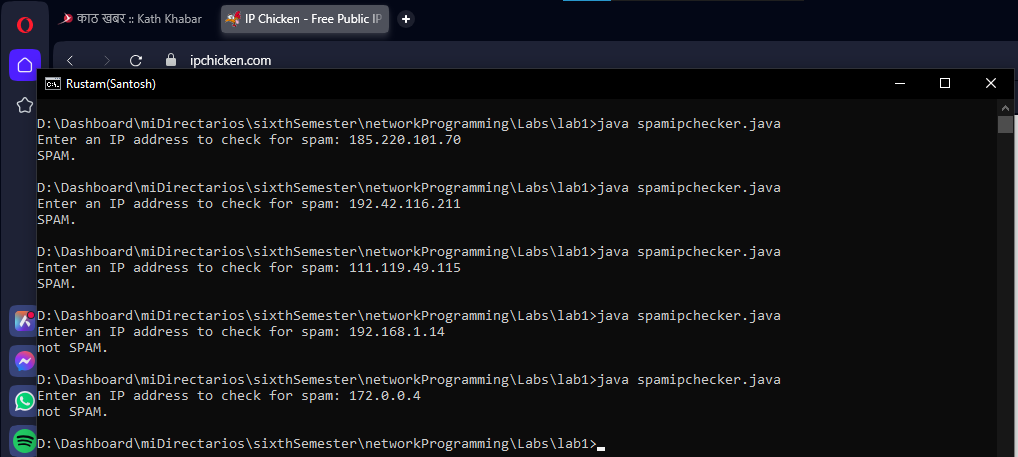 काठ खबर :: Kath Khabar
IP Chicken - Free Public IP
ipchicken.com
Rustam(Santosh)
D:\Dashboard\miDirectarios\sixthSemester\networkProgramming\Labs\lab1>java spamipchecker.java
Enter an IP address to check for spam: 185.220.101.70
SPAM.
D:\Dashboard\miDirectarios\sixthSemester\networkProgramming\Labs\lab1>java spamipchecker.java
Enter an IP address to check for spam: 192.42.116.211
SPAM.
D:\Dashboard\miDirectarios\sixthSemester\networkProgramming\Labs\lab1>java spamipchecker.java
Enter an IP address to check for spam: 111.119.49.115
SPAM.
D:\Dashboard\miDirectarios\sixthSemester\networkProgramming\Labs\lab1>java spamipchecker.java
Enter an IP address to check for spam: 192.168.1.14
not SPAM.
D:\Dashboard\miDirectarios\sixthSemester\networkProgramming\Labs\lab1>java spamipchecker.java
Enter an IP address to check for spam: 172.0.0.4
not SPAM.
D:\Dashboard\miDirectarios\sixthSemester\networkProgramming\Labs\lab1>